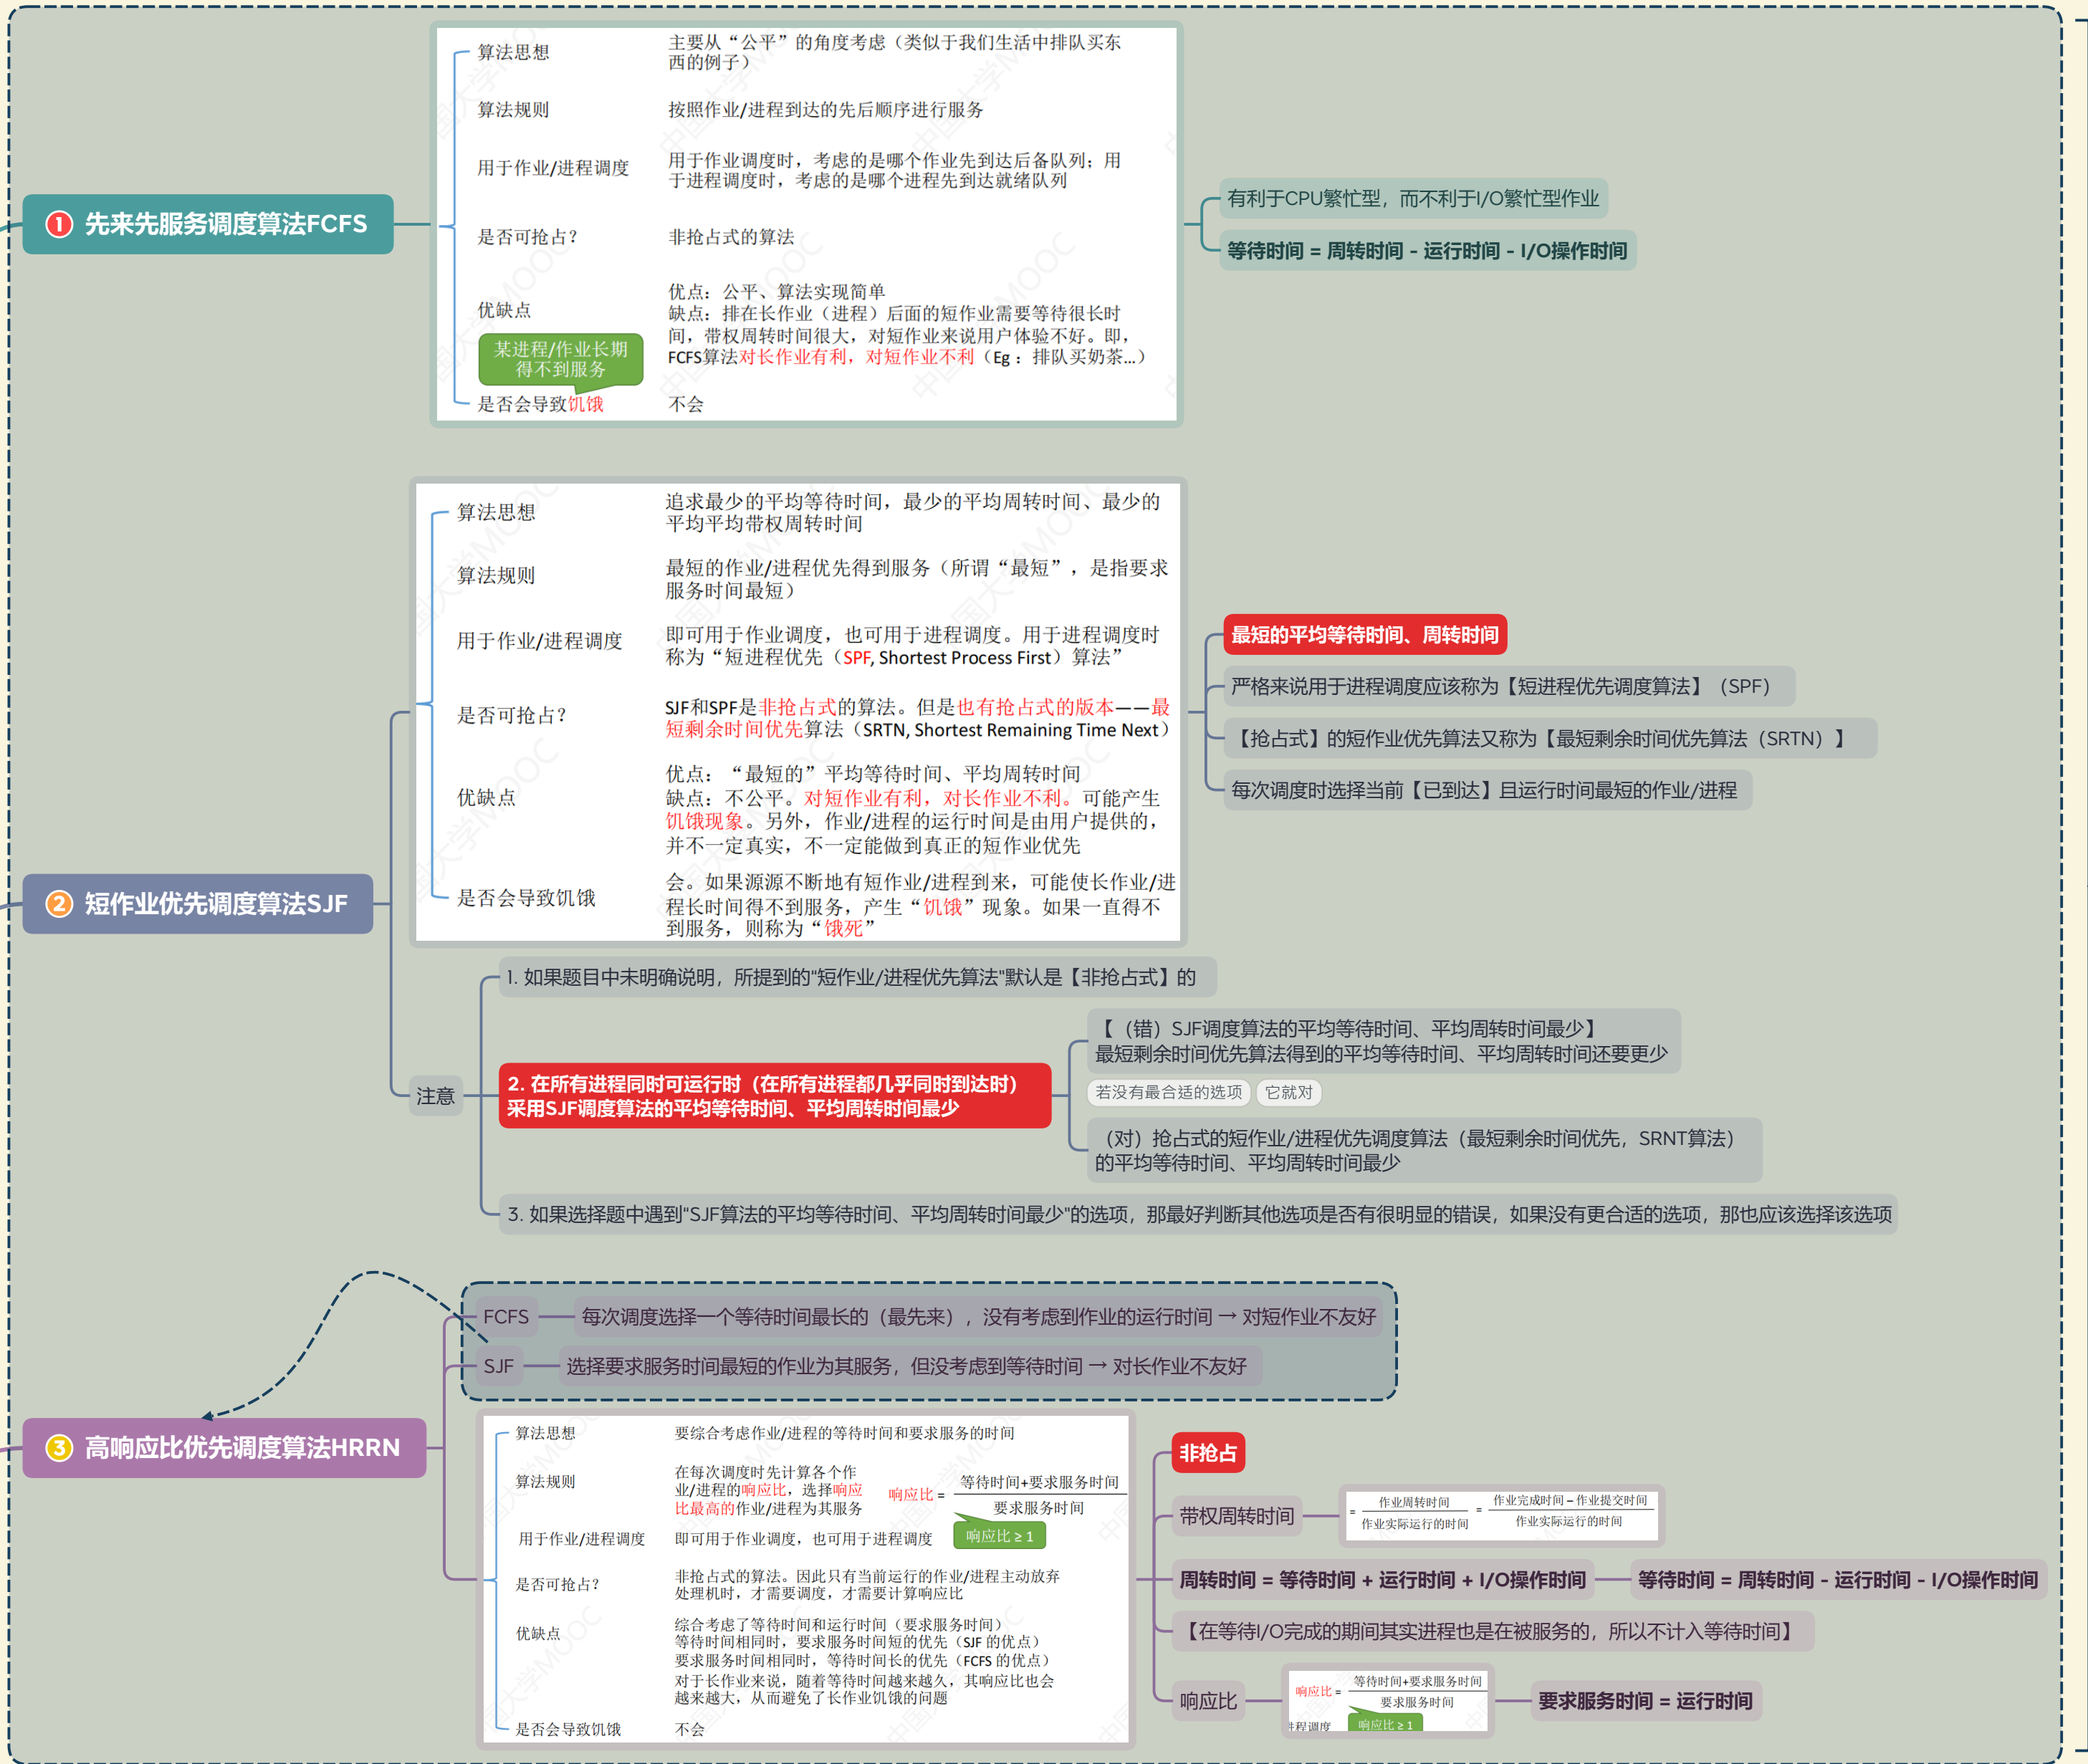 ① 先来先服务调度算法FCFS
算法思想
主要从“公平”的角度考虑（类似于我们生活中排队买东
西的例子）
算法规则
按照作业/进程到达的先后顺序进行服务
用于作业/进程调度
用于作业调度时，考虑的是哪个作业先到达后备队列；用
于进程调度时，考虑的是哪个进程先到达就绪队列
是否可抢占？
非抢占式的算法
优缺点
优点：公平、算法实现简单
缺点：排在长作业（进程）后面的短作业需要等待很长时
间，带权周转时间很大，对短作业来说用户体验不好。即，
FCFS算法对长作业有利，对短作业不利（Eg：排队买奶茶...）
某进程/作业长期
得不到服务
是否会导致饥饿
不会
有利于CPU繁忙型，而不利于I/O繁忙型作业
等待时间 = 周转时间 - 运行时间 - I/O操作时间
② 短作业优先调度算法SJF
算法思想
追求最少的平均等待时间，最少的平均周转时间、最少的
平均平均带权周转时间
算法规则
最短的作业/进程优先得到服务（所谓“最短”，是指要求
服务时间最短）
用于作业/进程调度
即可用于作业调度，也可用于进程调度。用于进程调度时
称为“短进程优先（SPF, Shortest Process First）算法”
是否可抢占？
SJF和SPF是非抢占式的算法。但是也有抢占式的版本——最
短剩余时间优先算法（SRTN, Shortest Remaining Time Next）
优缺点
优点：“最短的”平均等待时间、平均周转时间
缺点：不公平。对短作业有利，对长作业不利。可能产生
饥饿现象。另外，作业/进程的运行时间是由用户提供的，
并不一定真实，不一定能做到真正的短作业优先
是否会导致饥饿
会。如果源源不断地有短作业/进程到来，可能使长作业/进
程长时间得不到服务，产生“饥饿”现象。如果一直得不
到服务，则称为“饿死”
最短的平均等待时间、周转时间
严格来说用于进程调度应该称为【短进程优先调度算法】（SPF）
【抢占式】的短作业优先算法又称为【最短剩余时间优先算法（SRTN）】
每次调度时选择当前【已到达】且运行时间最短的作业/进程
注意
1. 如果题目中未明确说明，所提到的"短作业/进程优先算法"默认是【非抢占式】的
2. 在所有进程同时可运行时（在所有进程都几乎同时到达时）
采用SJF调度算法的平均等待时间、平均周转时间最少
【（错）SJF调度算法的平均等待时间、平均周转时间最少】
最短剩余时间优先算法得到的平均等待时间、平均周转时间还要更少
若没有最合适的选项 它就对
（对）抢占式的短作业/进程优先调度算法（最短剩余时间优先，SRNT算法）
的平均等待时间、平均周转时间最少
3. 如果选择题中遇到"SJF算法的平均等待时间、平均周转时间最少"的选项，那最好判断其他选项是否有很明显的错误，如果没有更合适的选项，那也应该选择该选项
③ 高响应比优先调度算法HRRN
FCFS
每次调度选择一个等待时间最长的（最先来），没有考虑到作业的运行时间 → 对短作业不友好
SJF
选择要求服务时间最短的作业为其服务，但没考虑到等待时间 → 对长作业不友好
算法思想
要综合考虑作业/进程的等待时间和要求服务的时间
算法规则
在每次调度时先计算各个作
业/进程的响应比，选择响应
比最高的作业/进程为其服务
响应比 = 等待时间+要求服务时间
要求服务时间
响应比 ≥ 1
用于作业/进程调度
即可用于作业调度，也可用于进程调度
是否可抢占？
非抢占式的算法。因此只有当前运行的作业/进程主动放弃
处理机时，才需要调度，才需要计算响应比
优缺点
综合考虑了等待时间和运行时间（要求服务时间）
等待时间相同时，要求服务时间短的优先（SJF 的优点）
要求服务时间相同时，等待时间长的优先（FCFS 的优点）
对于长作业来说，随着等待时间越来越久，其响应比也会
越来越大，从而避免了长作业饥饿的问题
是否会导致饥饿
不会
非抢占
带权周转时间
= 作业周转时间 = 作业完成时间 – 作业提交时间
作业实际运行的时间 作业实际运行的时间
周转时间 = 等待时间 + 运行时间 + I/O操作时间
等待时间 = 周转时间 - 运行时间 - I/O操作时间
【在等待I/O完成的期间其实进程也是在被服务的，所以不计入等待时间】
响应比
响应比 = 等待时间+要求服务时间
要求服务时间
进程调度
响应比 ≥ 1
要求服务时间 = 运行时间
中国大学MOOC